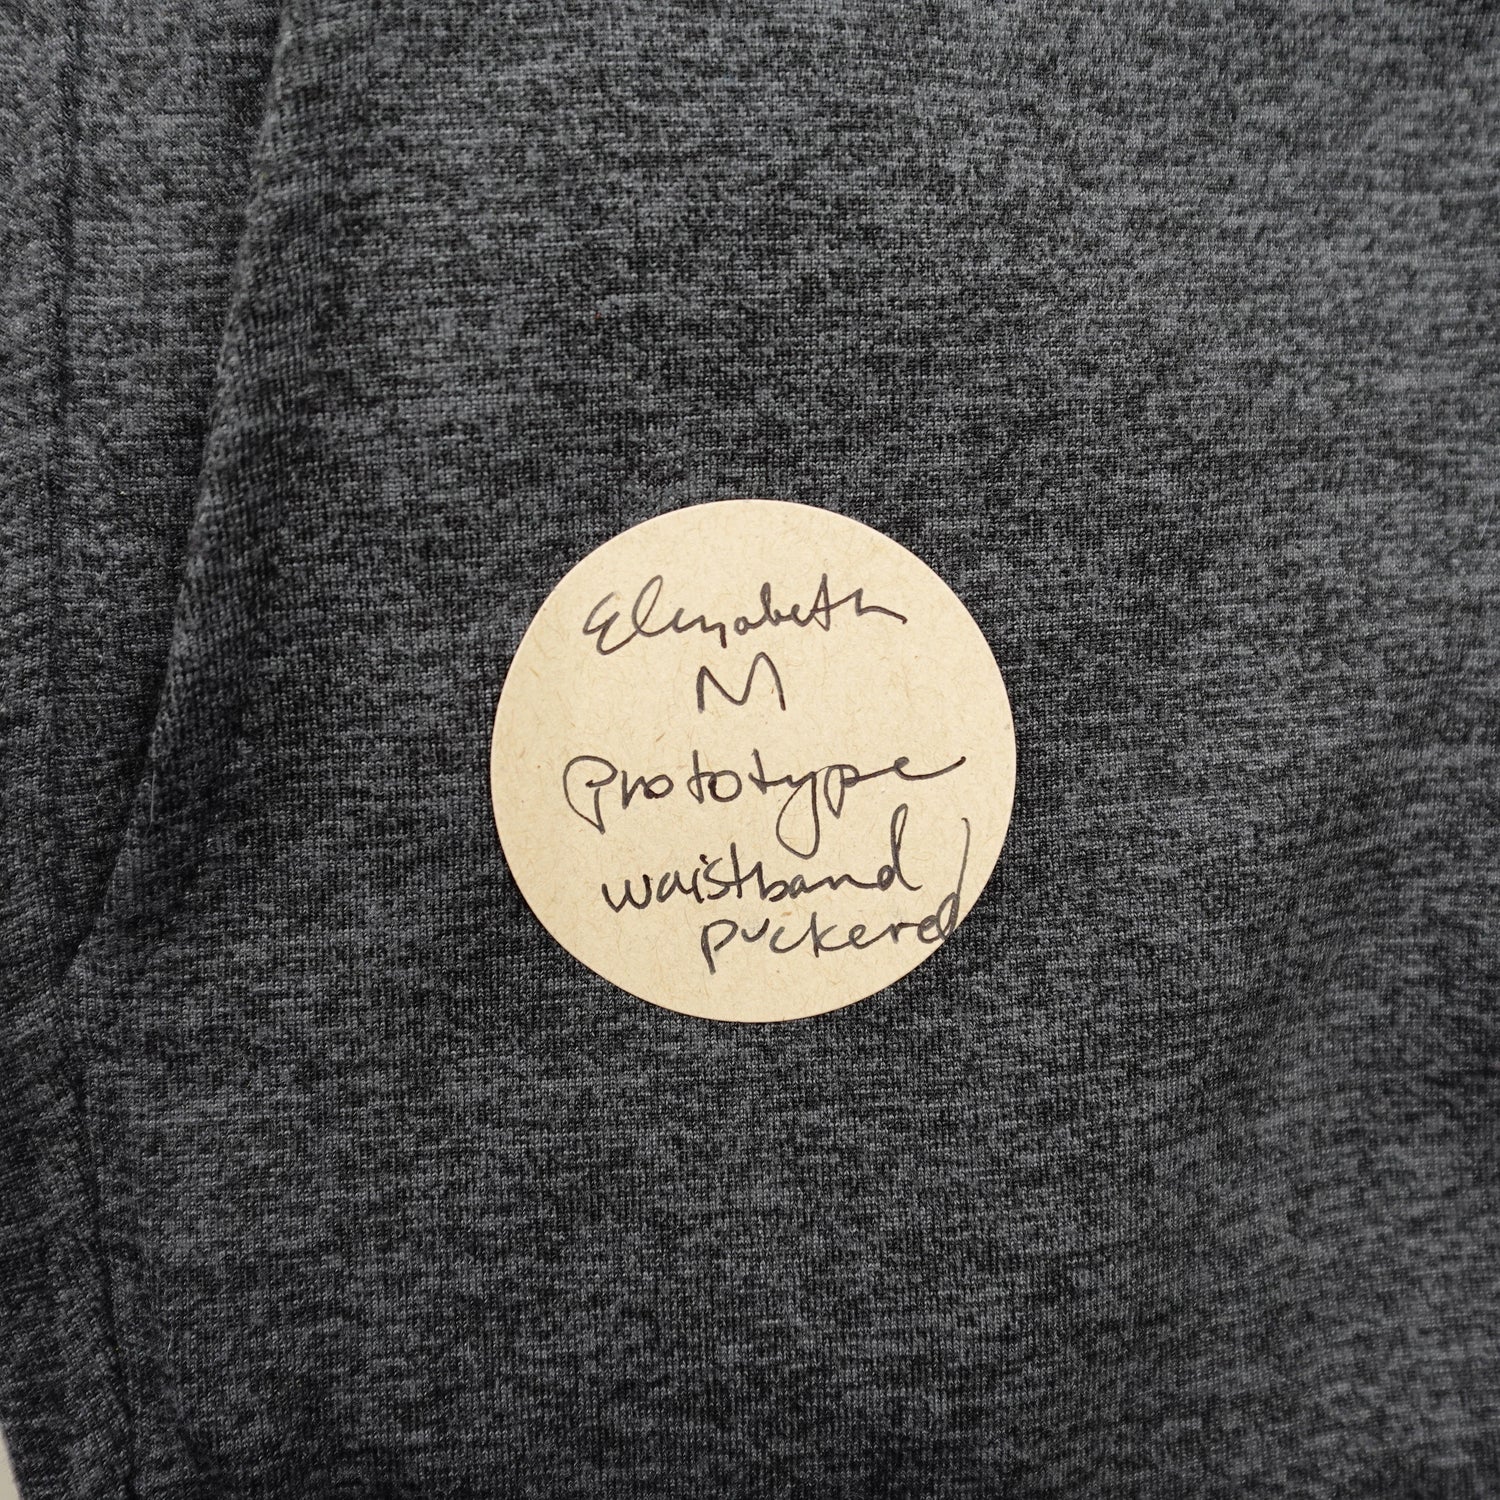 Elizabeth
M
Prototype
waistband
puckered